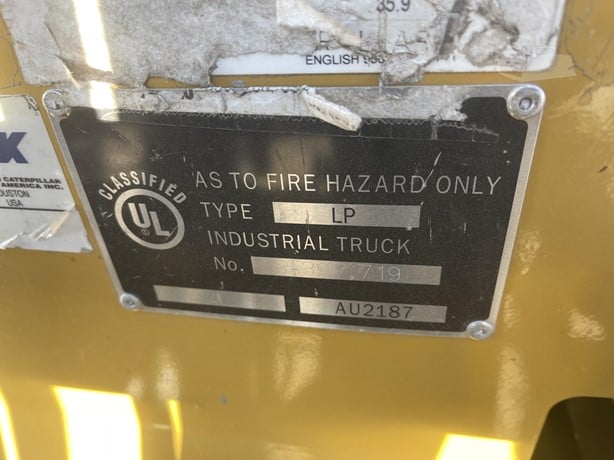 35.9
ENGLISH
K
CATERPILLAR
AMERICA INC.
HOUSTON
USA
CLASSIFIED
UL
®
AS TO FIRE HAZARD ONLY
TYPE LP
INDUSTRIAL TRUCK
No.
AU2187